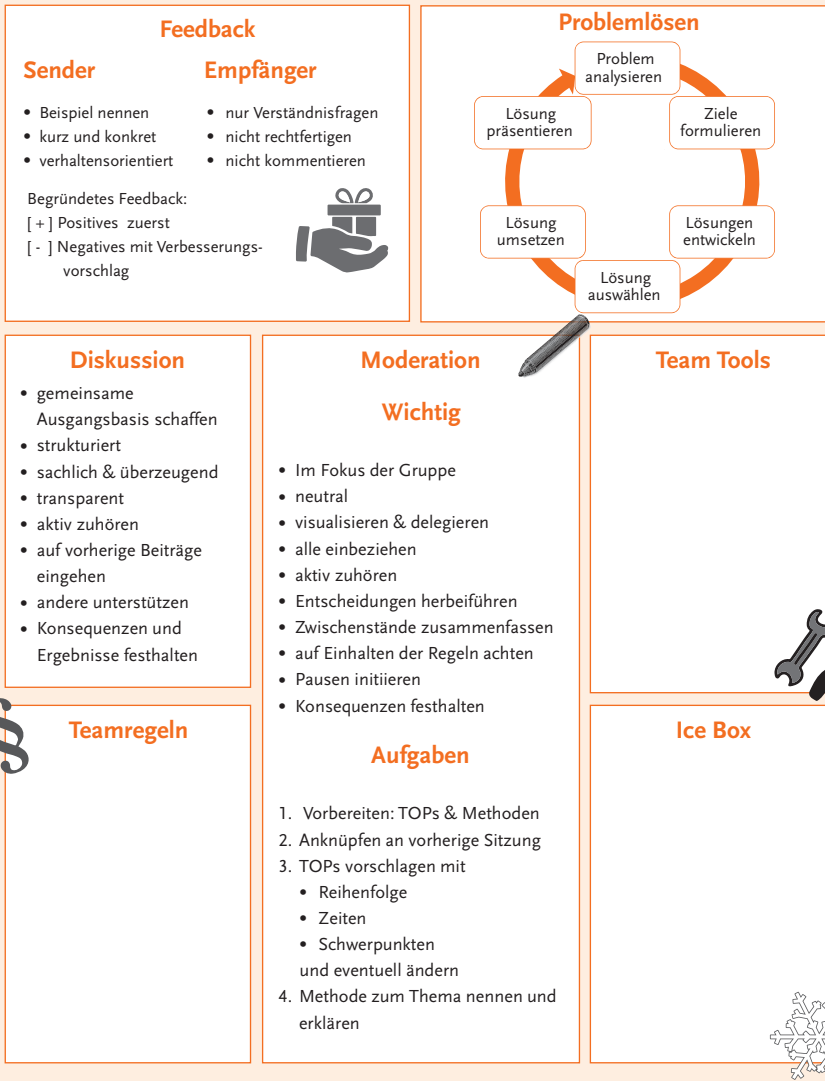 Feedback
Sender
• Beispiel nennen
• kurz und konkret
• verhaltensorientiert
Empfänger
• nur Verständnisfragen
• nicht rechtfertigen
• nicht kommentieren
Begründetes Feedback:
[ + ] Positives zuerst
[ - ] Negatives mit Verbesserungs-
vorschlag
Problemlösen
Problem
analysieren
Ziele
formulieren
Lösungen
entwickeln
Lösung
auswählen
Lösung
umsetzen
Lösung
präsentieren
Diskussion
• gemeinsame
Ausgangsbasis schaffen
• strukturiert
• sachlich & überzeugend
• transparent
• aktiv zuhören
• auf vorherige Beiträge
eingehen
• andere unterstützen
• Konsequenzen und
Ergebnisse festhalten
Moderation
Wichtig
• Im Fokus der Gruppe
• neutral
• visualisieren & delegieren
• alle einbeziehen
• aktiv zuhören
• Entscheidungen herbeiführen
• Zwischenstände zusammenfassen
• auf Einhalten der Regeln achten
• Pausen initiieren
• Konsequenzen festhalten
Aufgaben
1. Vorbereiten: TOPs & Methoden
2. Anknüpfen an vorherige Sitzung
3. TOPs vorschlagen mit
• Reihenfolge
• Zeiten
• Schwerpunkten
und eventuell ändern
4. Methode zum Thema nennen und
erklären
Team Tools
§
Teamregeln
Ice Box